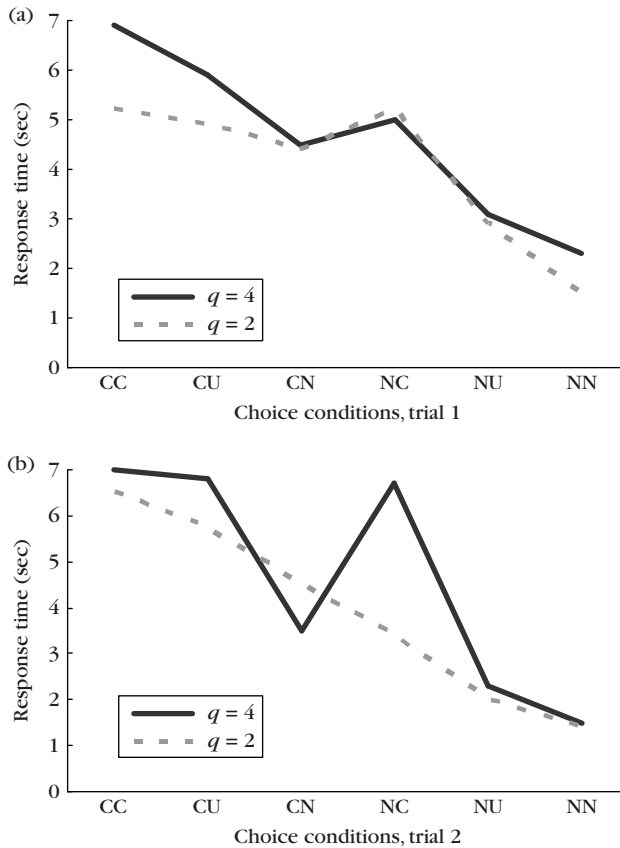 (a)
Response time (sec)
7
6
5
4
3
2
1
0
q = 4
q = 2
CC CU CN NC NU NN
Choice conditions, trial 1
(b)
Response time (sec)
7
6
5
4
3
2
1
0
q = 4
q = 2
CC CU CN NC NU NN
Choice conditions, trial 2